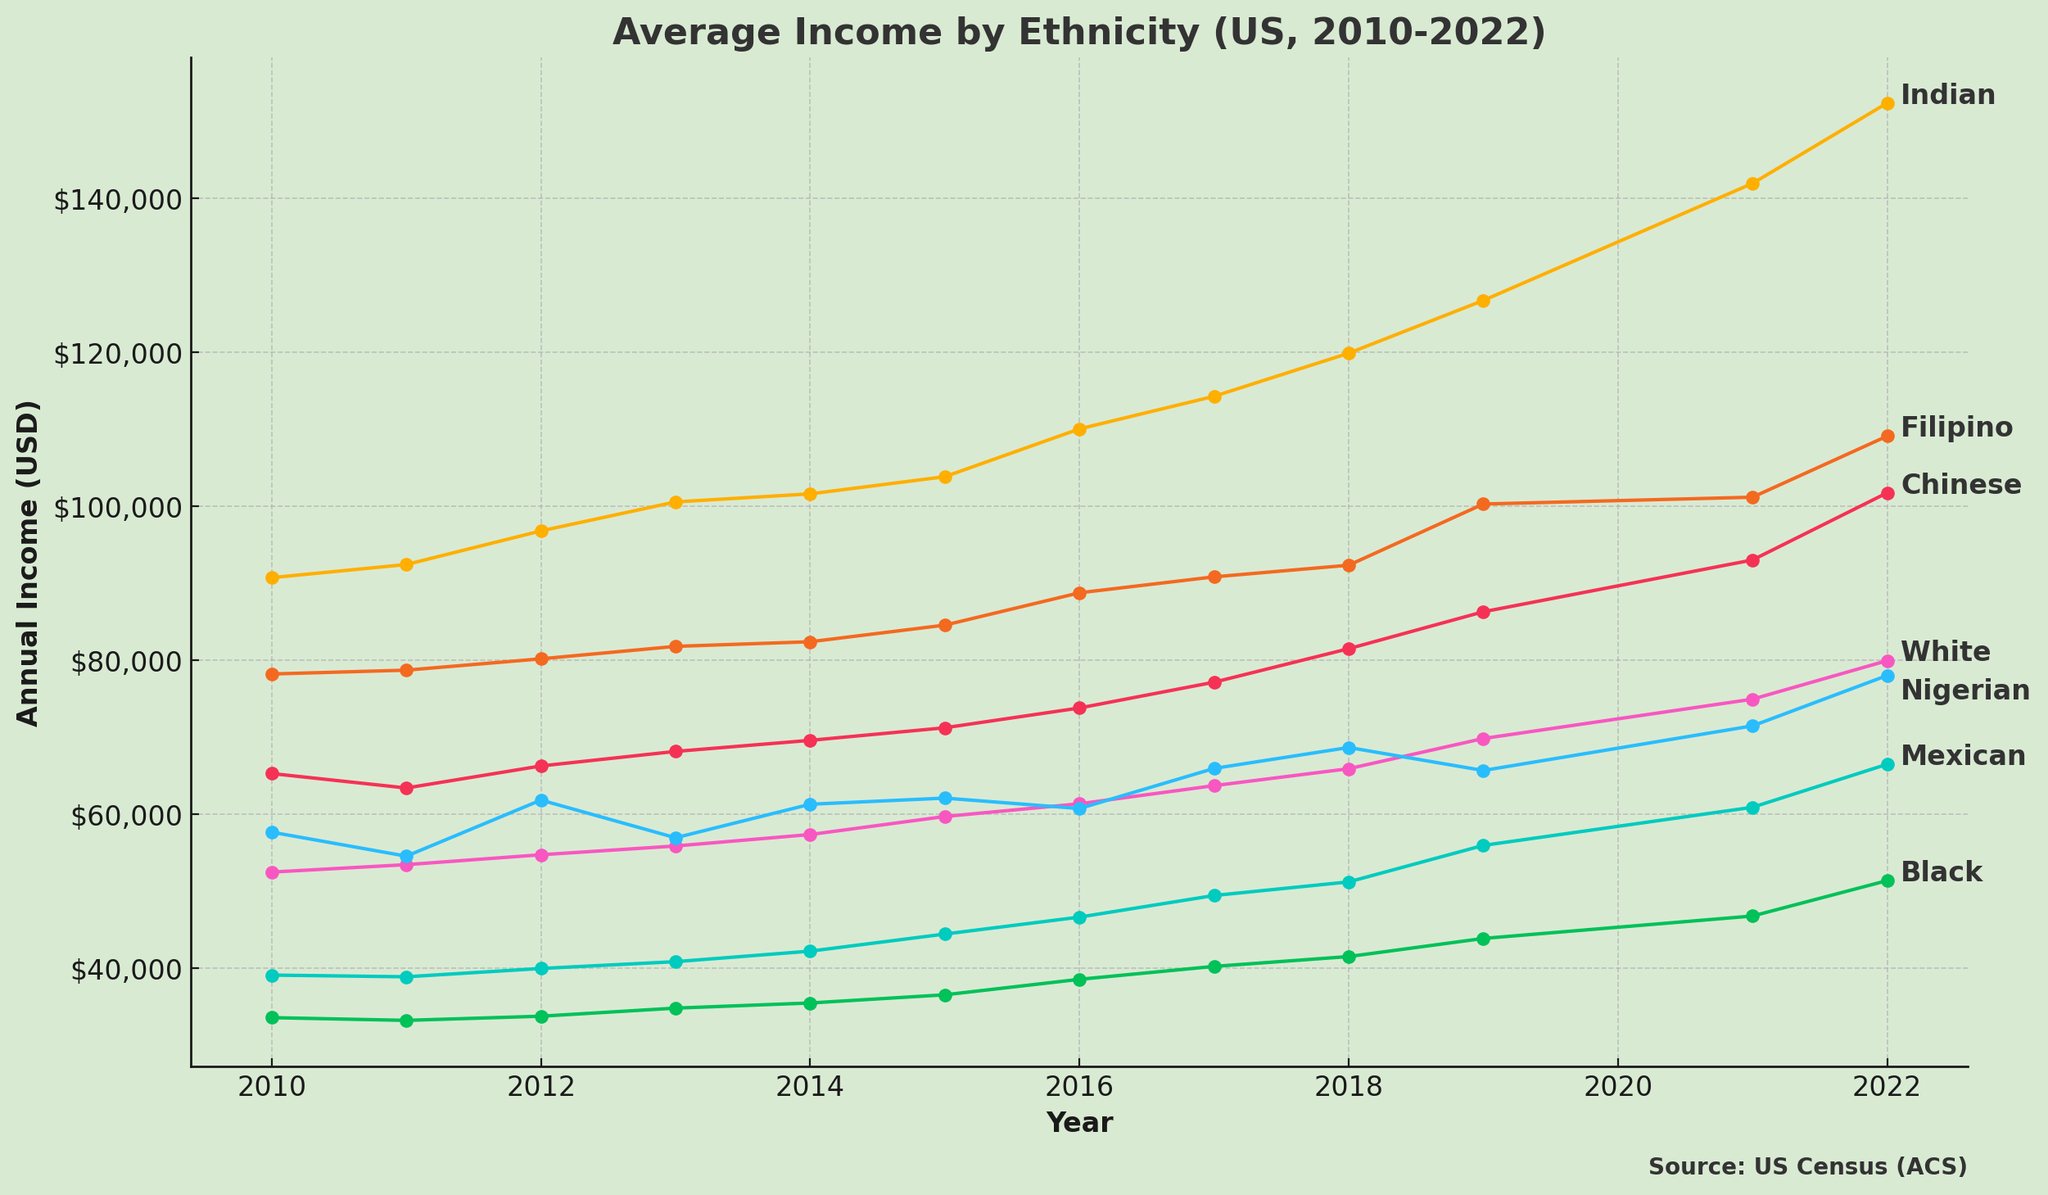 Average Income by Ethnicity (US, 2010-2022)
Indian
$140,000
$120,000
Filipino
Chinese
$100,000
Annual Income (USD)
White
$80,000
Nigerian
Mexican
$60,000
Black
$40,000
2010 2012 2014 2016 2018 2020 2022
Year
Source: US Census (ACS)